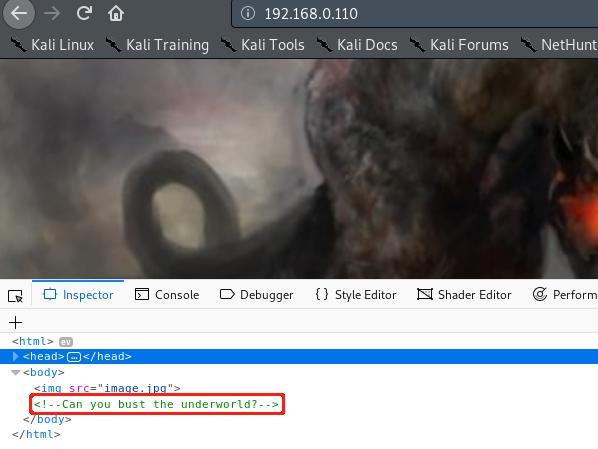 192.168.0.110
Kali Linux Kali Training Kali Tools Kali Docs Kali Forums NetHunt
Inspector Console Debugger {} Style Editor Shader Editor Perform
+
<html> ev
<head> … </head>
<body>
<img src="image.jpg">
<!--Can you bust the underworld?-->
</body>
</html>